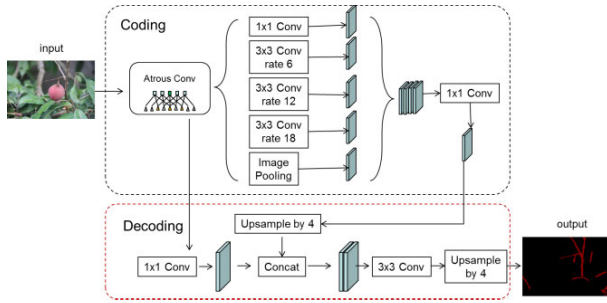 Coding
input
Atrous Conv
1x1 Conv
3x3 Conv
rate 6
3x3 Conv
rate 12
3x3 Conv
rate 18
Image
Pooling
1x1 Conv
Decoding
Upsample by 4
1x1 Conv
Concat
3x3 Conv
Upsample
by 4
output